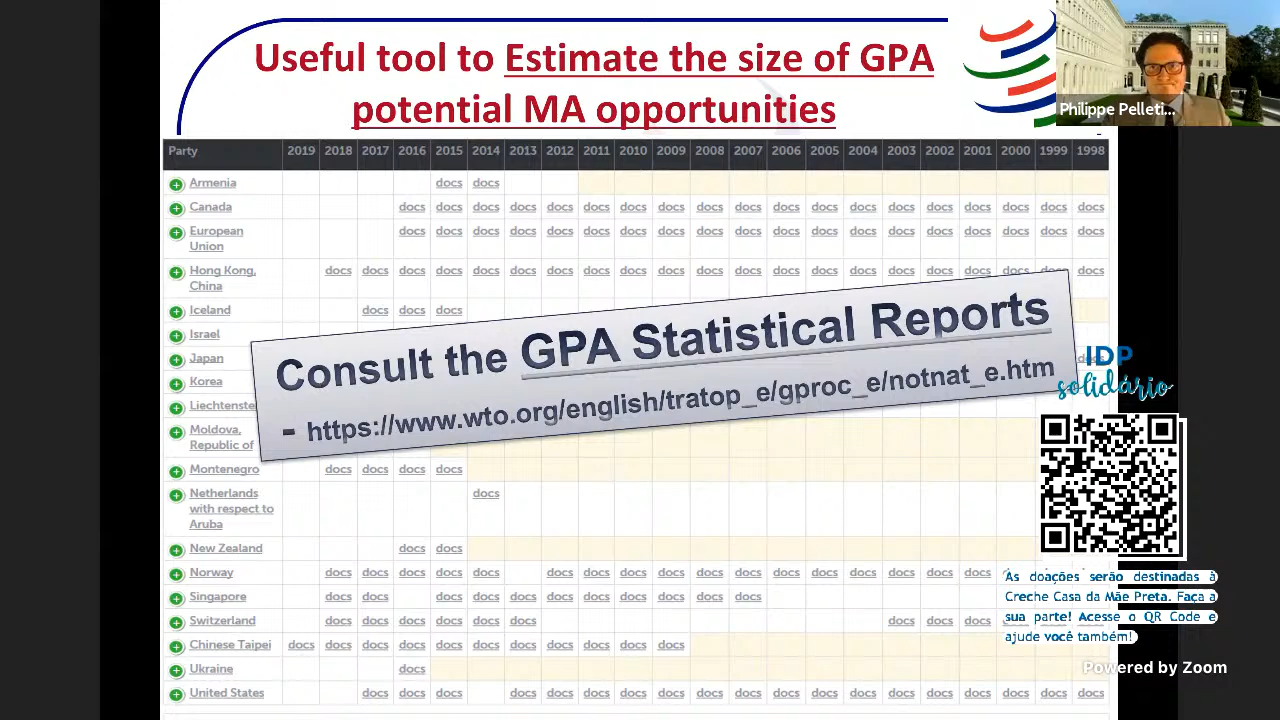 Useful tool to Estimate the size of GPA
potential MA opportunities
Philippe Pelleti...
Party 2019 2018 2017 2016 2015 2014 2013 2012 2011 2010 2009 2008 2007 2006 2005 2004 2003 2002 2001 2000 1999 1998
Armenia docs docs
Canada docs docs docs docs docs docs docs docs docs docs docs docs docs docs docs docs docs docs docs
European docs docs docs docs docs docs docs docs docs docs docs docs docs docs docs docs docs docs docs
Union
Hong Kong, docs docs docs docs docs docs docs docs docs docs docs docs docs docs docs docs docs docs docs docs docs
China
Iceland docs docs docs
Israel
Japan
Korea
Moldova,
Republic of
Consult the GPA Statistical Reports
- https://www.wto.org/english/tratop_e/gproc_e/notnat_e.htm
IDP
solidário
Montenegro docs docs docs docs
Netherlands docs
with respect to
Aruba
New Zealand docs docs
Norway docs docs docs docs docs docs docs docs docs docs docs docs docs docs docs docs docs
Singapore docs docs docs docs docs docs docs docs docs docs docs
Switzerland docs docs docs docs docs docs docs docs docs
Chinese Taipei docs docs docs docs docs docs docs docs docs docs docs
Ukraine docs
United States docs docs docs docs docs docs docs docs docs docs docs docs docs docs docs docs docs docs
As doações serão destinadas à
Creche Casa da Mãe Preta. Faça a
sua parte! Acesse o QR Code e
ajude você também!
Powered by Zoom